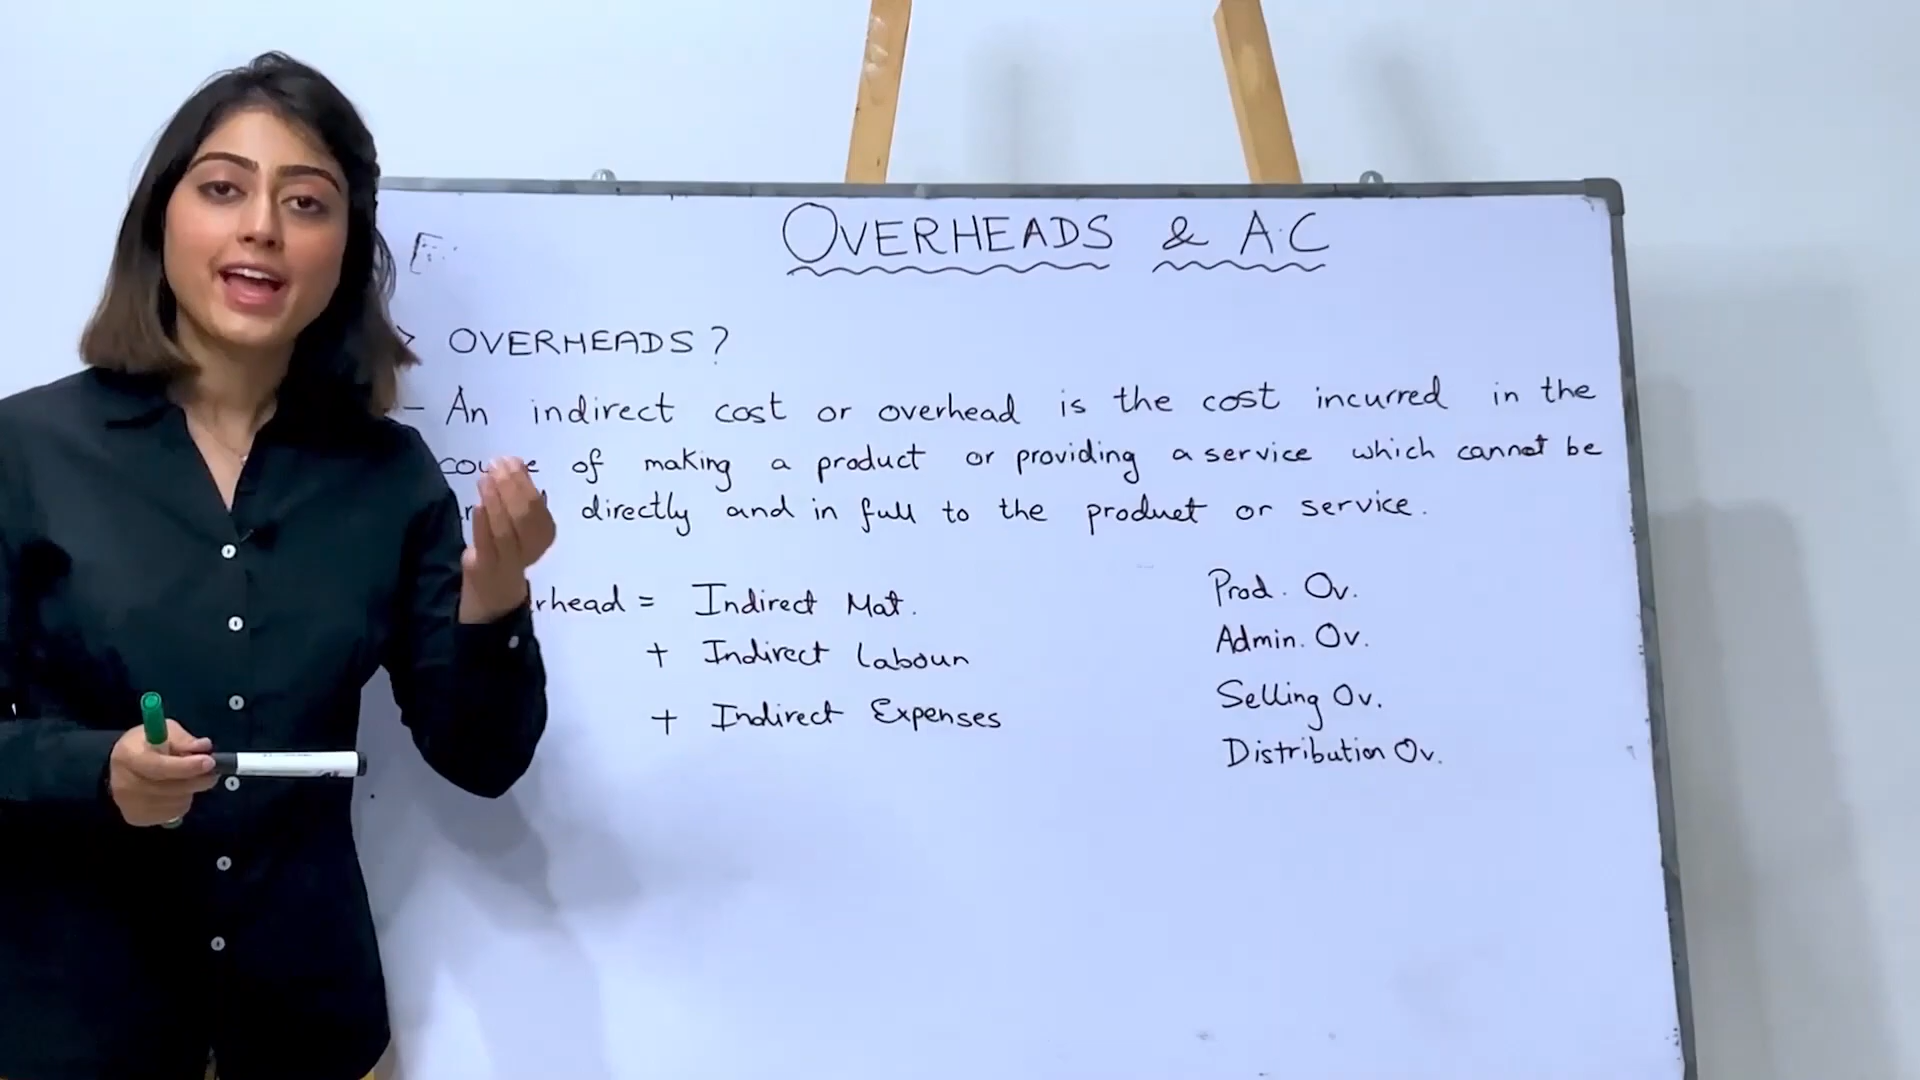 OVERHEADS & A.C
OVERHEADS ?
- An indirect cost or overhead is the cost incurred in the
of making a product or providing a service which cannot be
directly and in full to the product or service.
rhead = Indirect Mat.
+ Indirect Labour
+ Indirect Expenses
Prod. Ov.
Admin. Ov.
Selling Ov.
Distribution Ov.